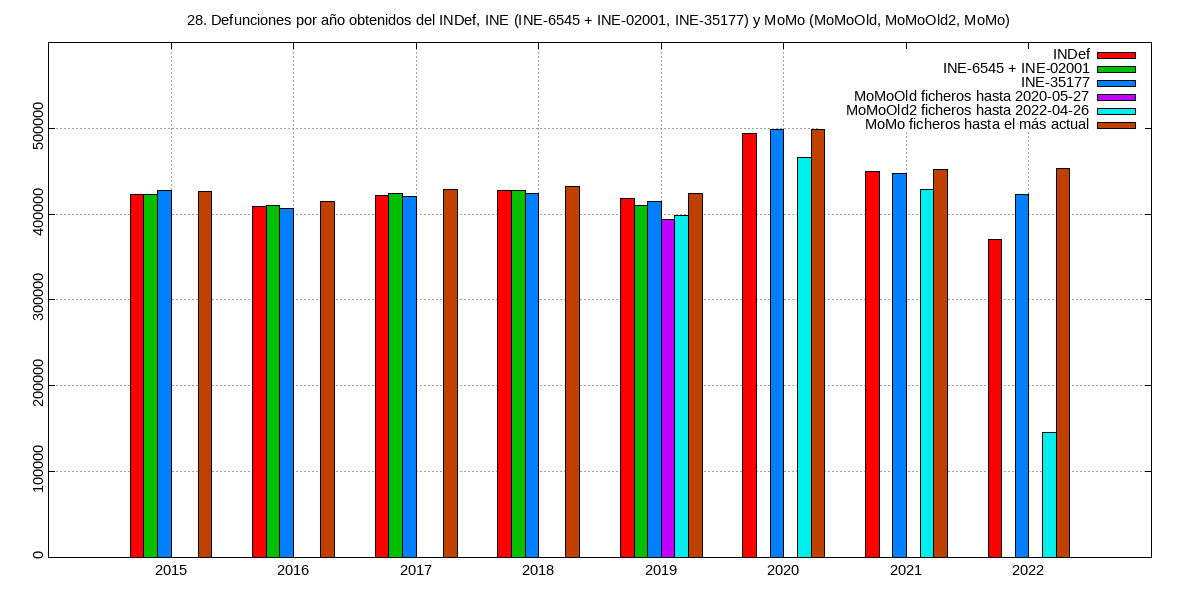 28. Defunciones por año obtenidos del INDef, INE (INE-6545 + INE-02001, INE-35177) y MoMo (MoMoOld, MoMoOld2, MoMo)
INDef
INE-6545 + INE-02001
INE-35177
MoMoOld ficheros hasta 2020-05-27
MoMoOld2 ficheros hasta 2022-04-26
MoMo ficheros hasta el más actual
500000
400000
300000
200000
100000
0
2015 2016 2017 2018 2019 2020 2021 2022